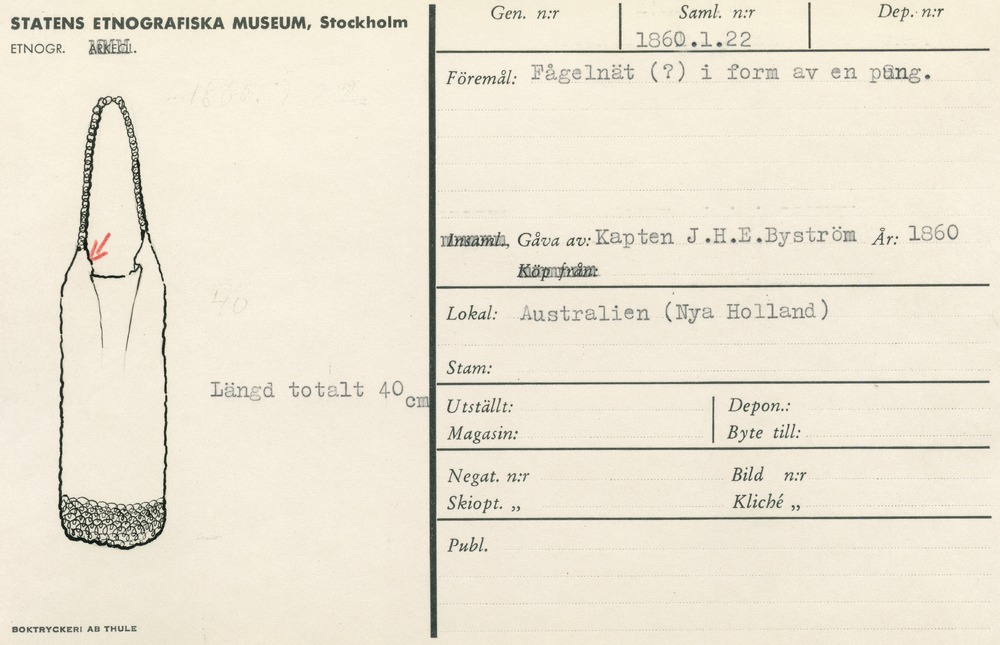 STATENS ETNOGRAFISKA MUSEUM, Stockholm
ETNOGR. ARKEOL.
40
Längd totalt 40 cm
BOKTRYCKERI AB THULE
Gen. n:r
Saml. n:r
Dep. n:r
1860.1.22
Föremål: Fågelnät (?) i form av en pung.
Insaml., Gåva av: Kapten J.H.E.Byström År: 1860
Köp från:
Lokal: Australien (Nya Holland)
Stam:
Utställt: Depon.:
Magasin: Byte till:
Negat. n:r Bild n:r
Skiopt. „ Kliché „
Publ.